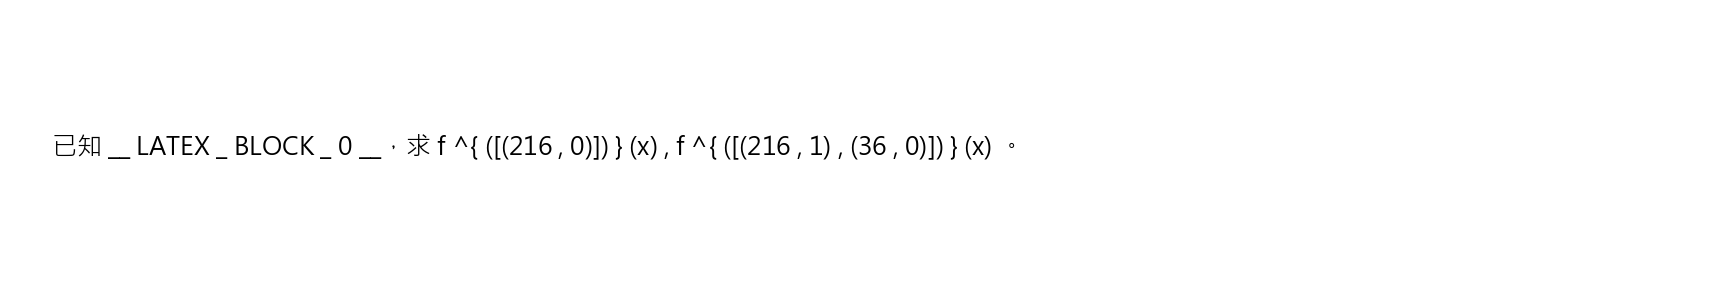 已知 __ LATEX _ BLOCK _ 0 __，求 f ^{ ([(216 , 0)]) } (x) , f ^{ ([(216 , 1) , (36 , 0)]) } (x) 。